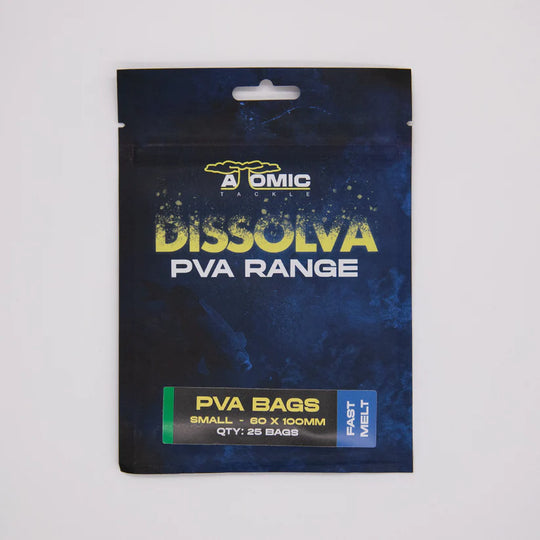 ATOMIC
TACKLE
DISSOLVA
PVA RANGE
PVA BAGS
SMALL - 60 X 100MM
QTY: 25 BAGS
FAST
MELT